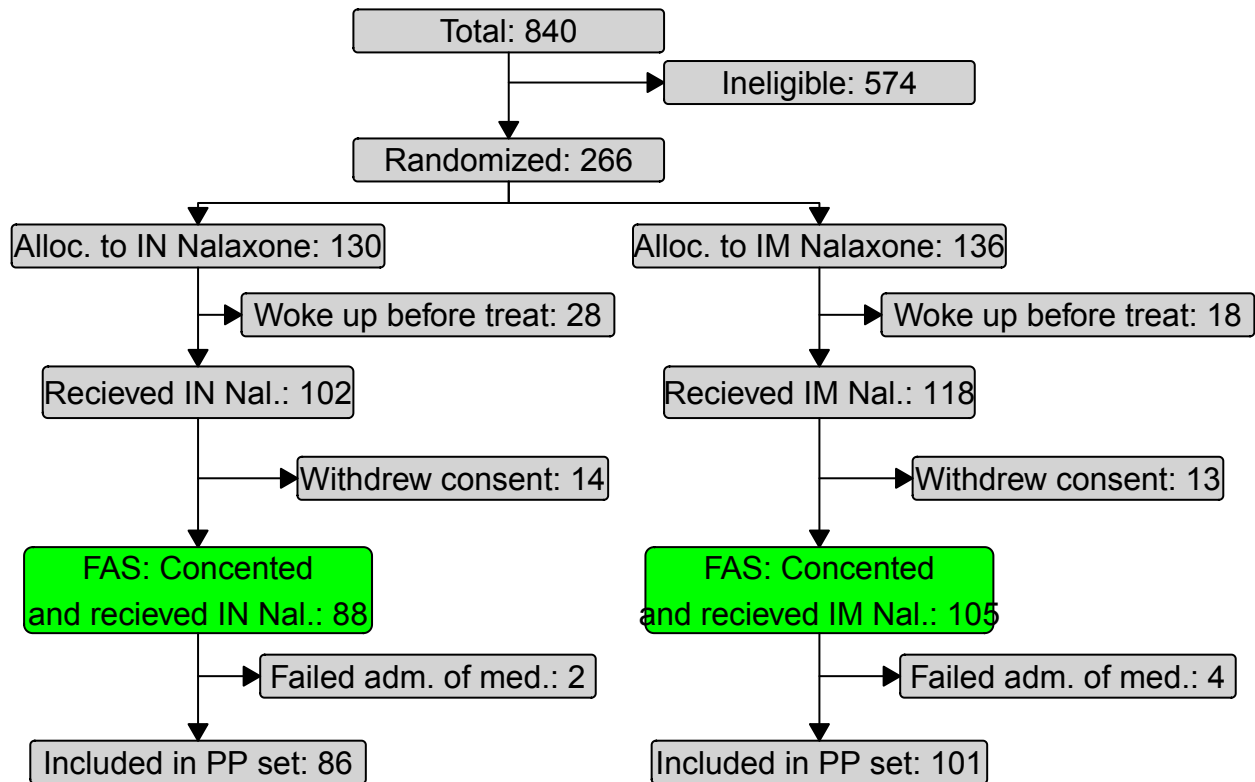 Total: 840
Ineligible: 574
Randomized: 266
Alloc. to IN Nalaxone: 130
Alloc. to IM Nalaxone: 136
Woke up before treat: 28
Woke up before treat: 18
Recieved IN Nal.: 102
Recieved IM Nal.: 118
Withdrew consent: 14
Withdrew consent: 13
FAS: Concented
and recieved IN Nal.: 88
FAS: Concented
and recieved IM Nal.: 105
Failed adm. of med.: 2
Failed adm. of med.: 4
Included in PP set: 86
Included in PP set: 101